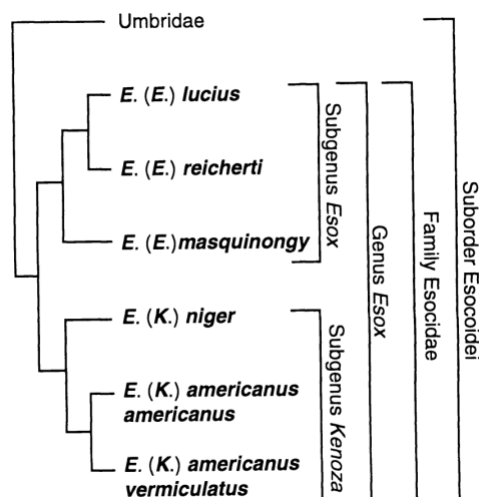 Umbridae
E. (E.) lucius
E. (E.) reicherti
E. (E.)masquinongy
E. (K.) niger
E. (K.) americanus
americanus
E. (K.) americanus
vermiculatus
Subgenus Esox
Subgenus Kenoza
Genus Esox
Family Esocidae
Suborder Esocoidei